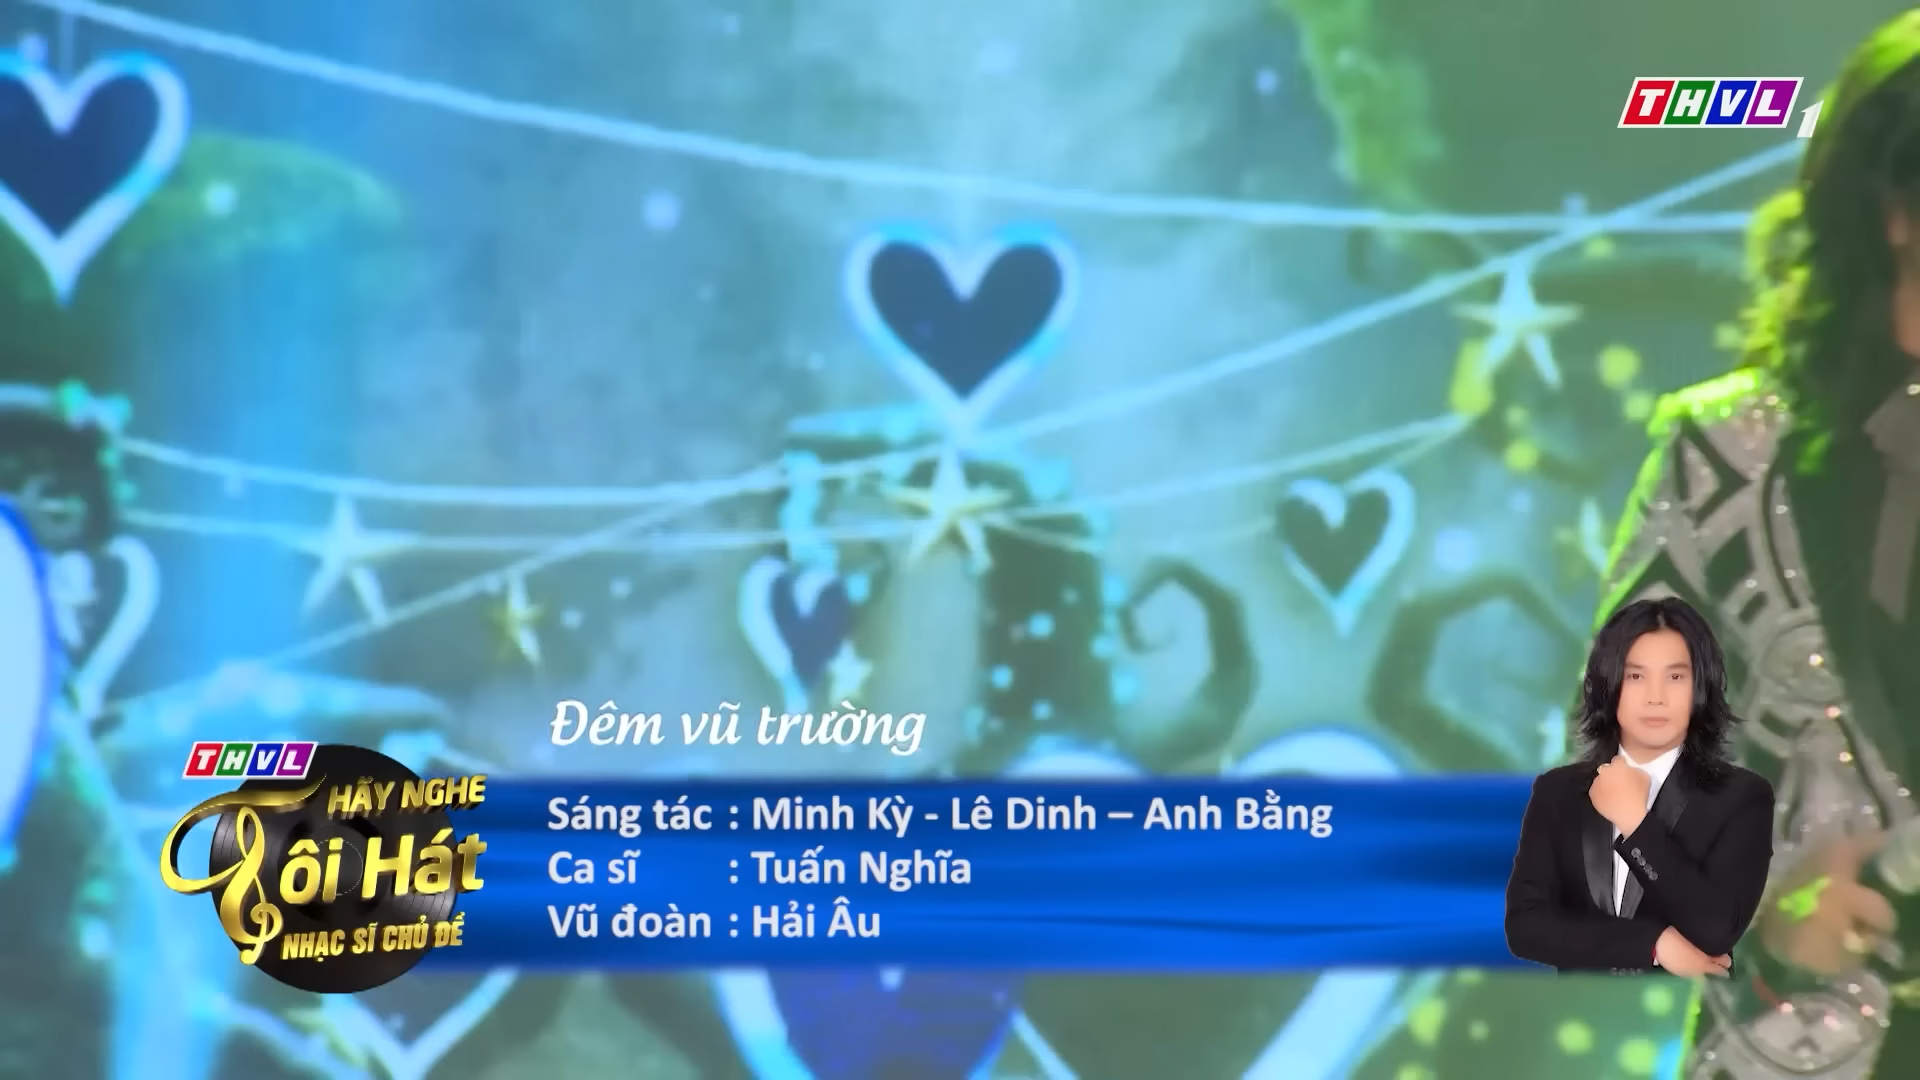 THVL1
Đêm vũ trường
THVL
HÃY NGHE
Tôi Hát
NHẠC SĨ CHỦ ĐỀ
Sáng tác : Minh Kỳ - Lê Dinh – Anh Bằng
Ca sĩ : Tuấn Nghĩa
Vũ đoàn : Hải Âu